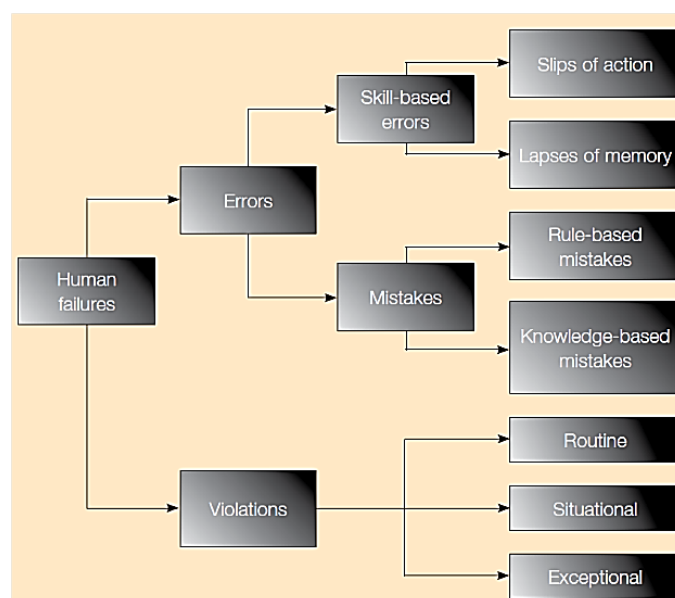 Slips of action
Skill-based
errors
Lapses of memory
Errors
Rule-based
mistakes
Human
failures
Mistakes
Knowledge-based
mistakes
Routine
Violations
Situational
Exceptional